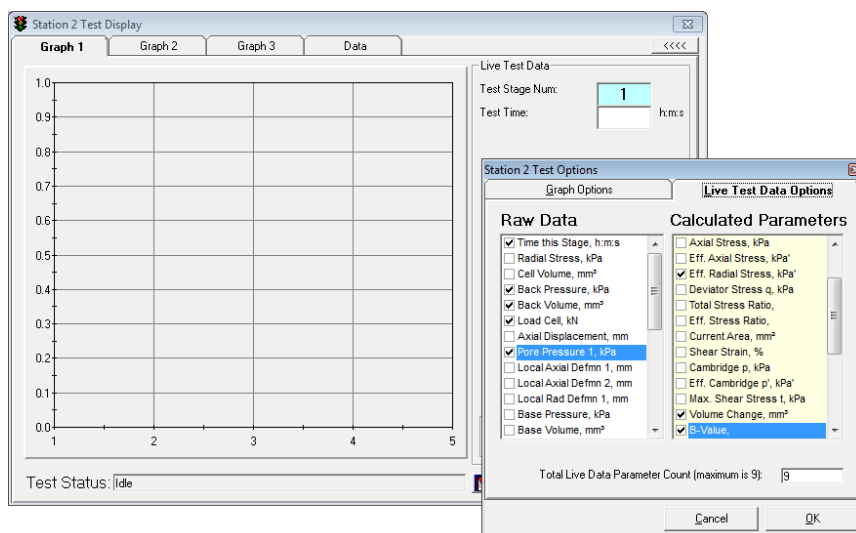 Station 2 Test Display
Graph 1 Graph 2 Graph 3 Data <<<<
Live Test Data
Test Stage Num: 1
Test Time: h:m:s
1.0
0.9
0.8
0.7
0.6
0.5
0.4
0.3
0.2
0.1
0.0
1 2 3 4 5
Test Status: Idle
Station 2 Test Options
Graph Options Live Test Data Options
Raw Data
Time this Stage, h:m:s
Radial Stress, kPa
Cell Volume, mm³
Back Pressure, kPa
Back Volume, mm³
Load Cell, kN
Axial Displacement, mm
Pore Pressure 1, kPa
Local Axial Defmn 1, mm
Local Axial Defmn 2, mm
Local Rad Defmn 1, mm
Base Pressure, kPa
Base Volume, mm³
Calculated Parameters
Axial Stress, kPa
Eff. Axial Stress, kPa'
Eff. Radial Stress, kPa'
Deviator Stress q, kPa
Total Stress Ratio,
Eff. Stress Ratio,
Current Area, mm²
Shear Strain, %
Cambridge p, kPa
Eff. Cambridge p', kPa'
Max. Shear Stress t, kPa
Volume Change, mm³
B-Value,
Total Live Data Parameter Count (maximum is 9): 9
Cancel OK